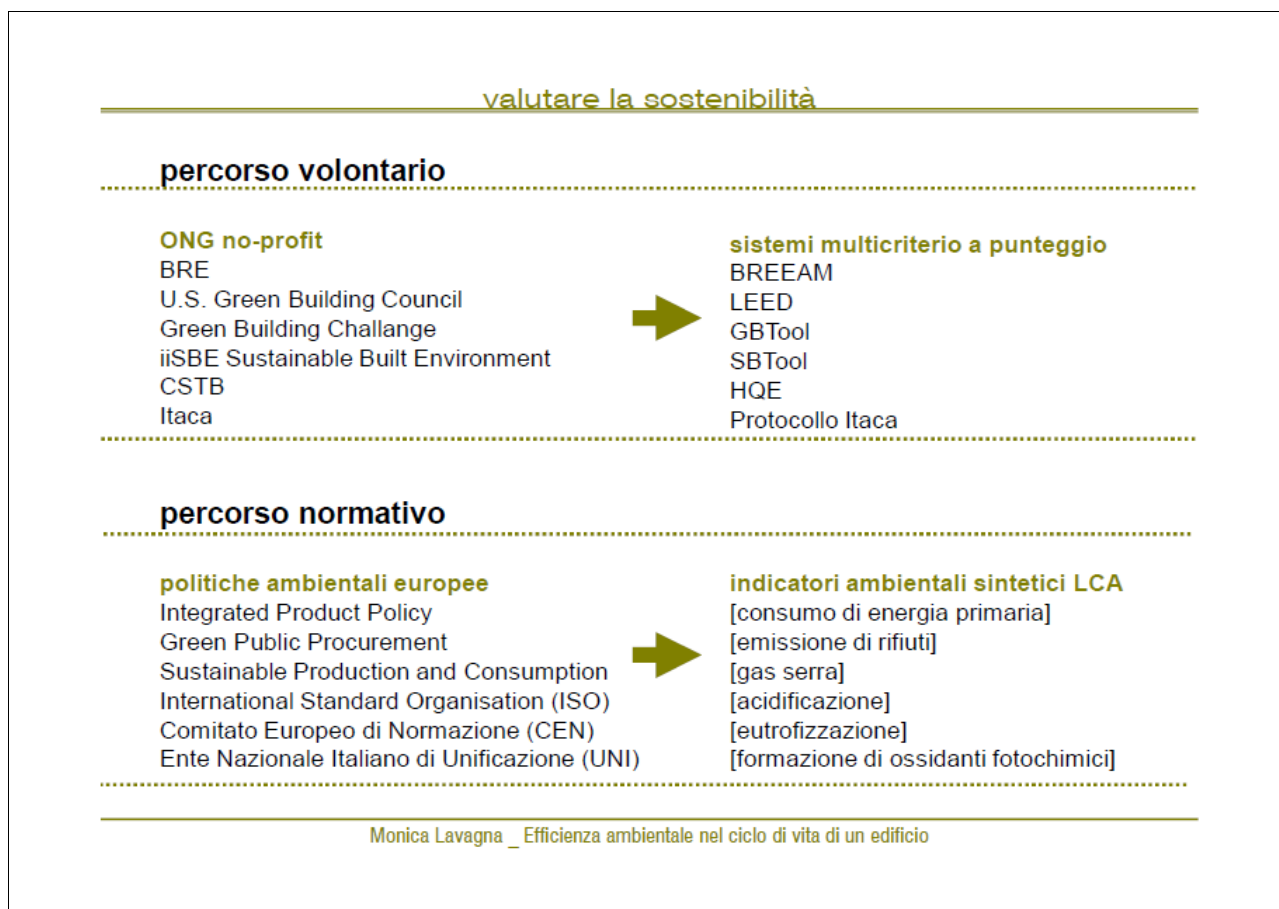 valutare la sostenibilità
percorso volontario
ONG no-profit
BRE
U.S. Green Building Council
Green Building Challange
iiSBE Sustainable Built Environment
CSTB
Itaca
sistemi multicriterio a punteggio
BREEAM
LEED
GBTool
SBTool
HQE
Protocollo Itaca
percorso normativo
politiche ambientali europee
Integrated Product Policy
Green Public Procurement
Sustainable Production and Consumption
International Standard Organisation (ISO)
Comitato Europeo di Normazione (CEN)
Ente Nazionale Italiano di Unificazione (UNI)
indicatori ambientali sintetici LCA
[consumo di energia primaria]
[emissione di rifiuti]
[gas serra]
[acidificazione]
[eutrofizzazione]
[formazione di ossidanti fotochimici]
Monica Lavagna _ Efficienza ambientale nel ciclo di vita di un edificio